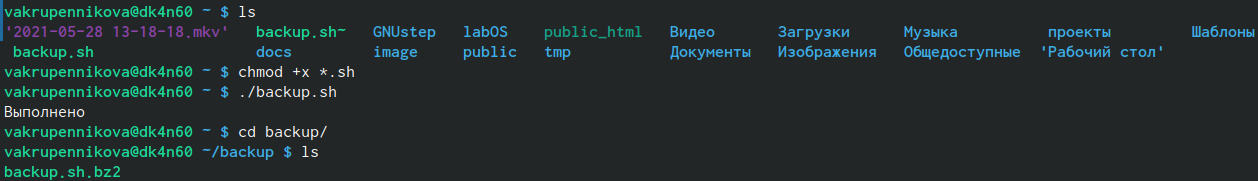 vakrupennikova@dk4n60 ~ $ ls
'2021-05-28 13-18-18.mkv' backup.sh~ GNUstep labOS public_html Видео Загрузки Музыка проекты Шаблоны
backup.sh docs image public tmp Документы Изображения Общедоступные 'Рабочий стол'
vakrupennikova@dk4n60 ~ $ chmod +x *.sh
vakrupennikova@dk4n60 ~ $ ./backup.sh
Выполнено
vakrupennikova@dk4n60 ~ $ cd backup/
vakrupennikova@dk4n60 ~/backup $ ls
backup.sh.bz2